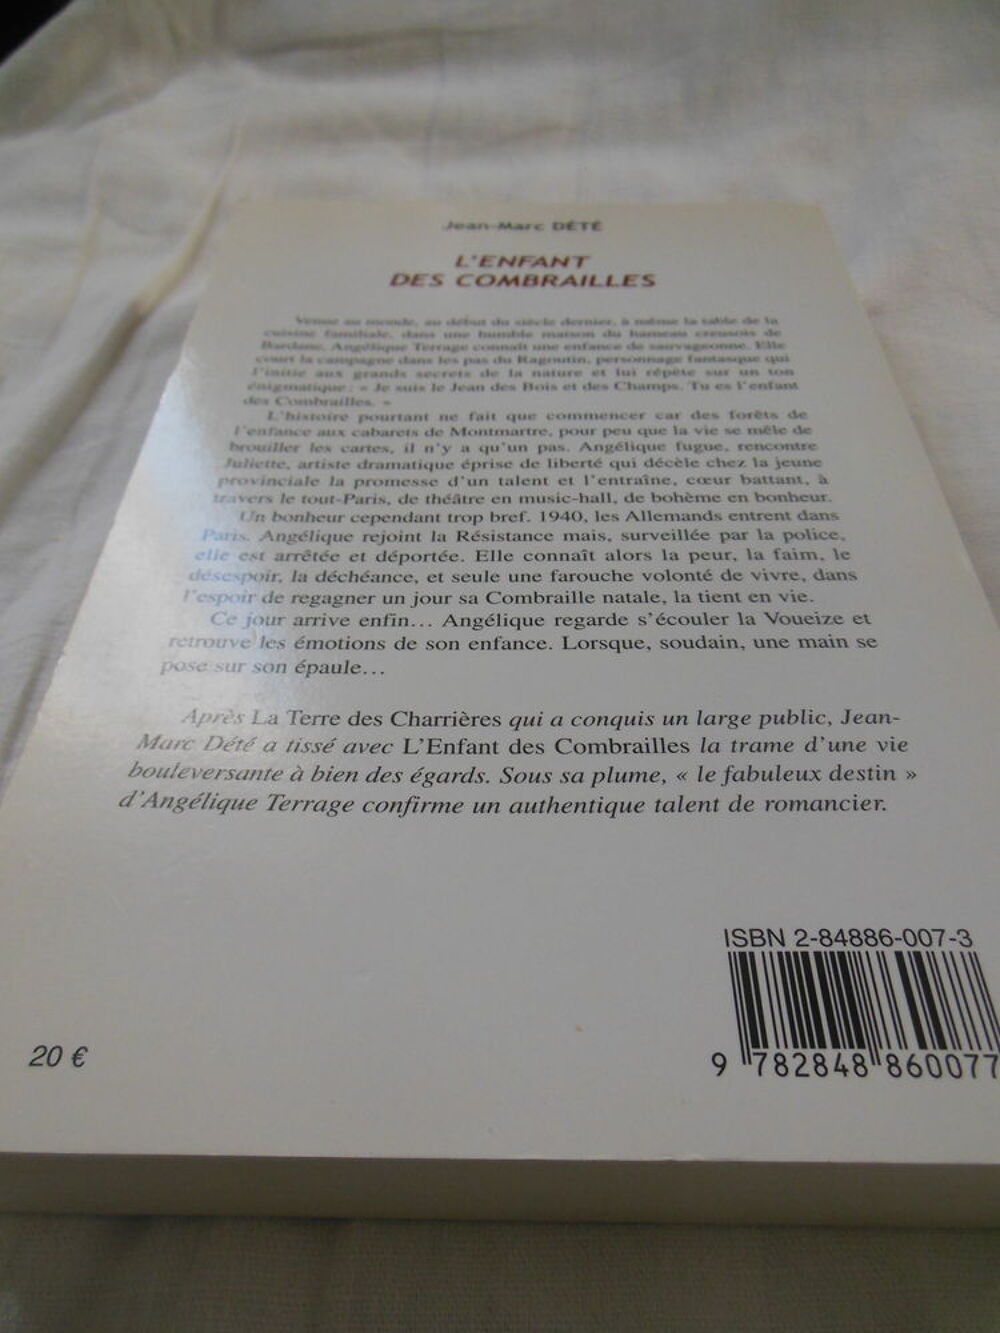 Jean-Marc DÉTÉ
L'ENFANT
DES COMBRAILLES
Venue au monde, au début du siècle dernier, à même la table de la
cuisine familiale, dans une humble maison du hameau creusois de
Bardane, Angélique Terrage connaît une enfance de sauvageonne. Elle
court la campagne dans les pas du Ragoutin, personnage fantasque qui
l'initie aux grands secrets de la nature et lui répète sur un ton
énigmatique : « Je suis le Jean des Bois et des Champs. Tu es l'enfant
des Combrailles. »
L'histoire pourtant ne fait que commencer car des forêts de
l'enfance aux cabarets de Montmartre, pour peu que la vie se mêle de
brouiller les cartes, il n'y a qu'un pas. Angélique fugue, rencontre
Juliette, artiste dramatique éprise de liberté qui décèle chez la jeune
provinciale la promesse d'un talent et l'entraîne, cœur battant, à
travers le tout-Paris, de théâtre en music-hall, de bohème en bonheur.
Un bonheur cependant trop bref. 1940, les Allemands entrent dans
Paris. Angélique rejoint la Résistance mais, surveillée par la police,
elle est arrêtée et déportée. Elle connaît alors la peur, la faim, le
désespoir, la déchéance, et seule une farouche volonté de vivre, dans
l'espoir de regagner un jour sa Combraille natale, la tient en vie.
Ce jour arrive enfin... Angélique regarde s'écouler la Voueize et
retrouve les émotions de son enfance. Lorsque, soudain, une main se
pose sur son épaule...
Après La Terre des Charrières qui a conquis un large public, Jean-
Marc Dété a tissé avec L'Enfant des Combrailles la trame d'une vie
bouleversante à bien des égards. Sous sa plume, « le fabuleux destin »
d'Angélique Terrage confirme un authentique talent de romancier.
ISBN 2-84886-007-3
9 782848 860077
20 €